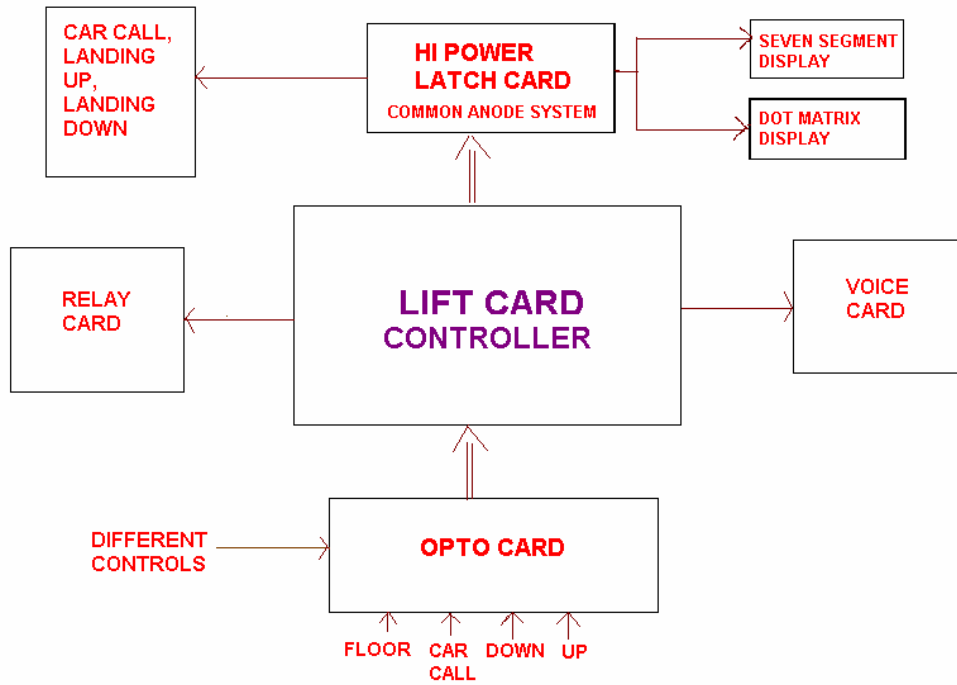 CAR CALL,
LANDING
UP,
LANDING
DOWN
HI POWER
LATCH CARD
COMMON ANODE SYSTEM
SEVEN SEGMENT
DISPLAY
DOT MATRIX
DISPLAY
RELAY
CARD
LIFT CARD
CONTROLLER
VOICE
CARD
DIFFERENT
CONTROLS
OPTO CARD
FLOOR
CAR
CALL
DOWN
UP